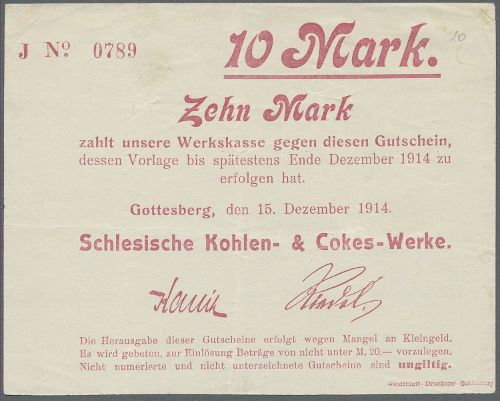 J № 0789
10 Mark.
20
Zehn Mark
zahlt unsere Werkskasse gegen diesen Gutschein,
dessen Vorlage bis spätestens Ende Dezember 1914 zu
erfolgen hat.
Gottesberg, den 15. Dezember 1914.
Schlesische Kohlen- & Cokes-Werke.
Die Herausgabe dieser Gutscheine erfolgt wegen Mangel an Kleingeld.
Es wird gebeten, zur Einlösung Beträge von nicht unter M. 20.— vorzulegen.
Nicht numerierte und nicht unterzeichnete Gutscheine sind ungiltig.
Druckerei Gottesberg